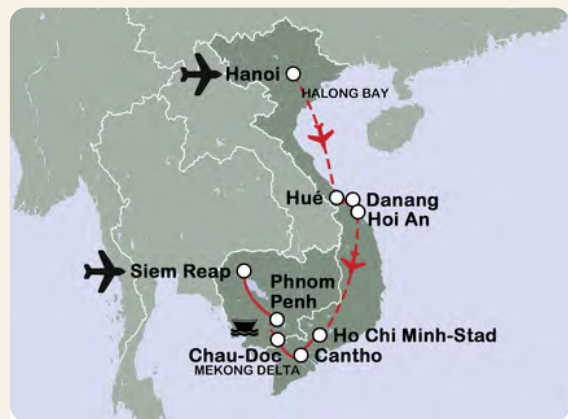 Hanoi
HALONG BAY
Hué
Danang
Hoi An
Siem Reap
Phnom
Penh
Ho Chi Minh-Stad
Chau-Doc
Cantho
MEKONG DELTA